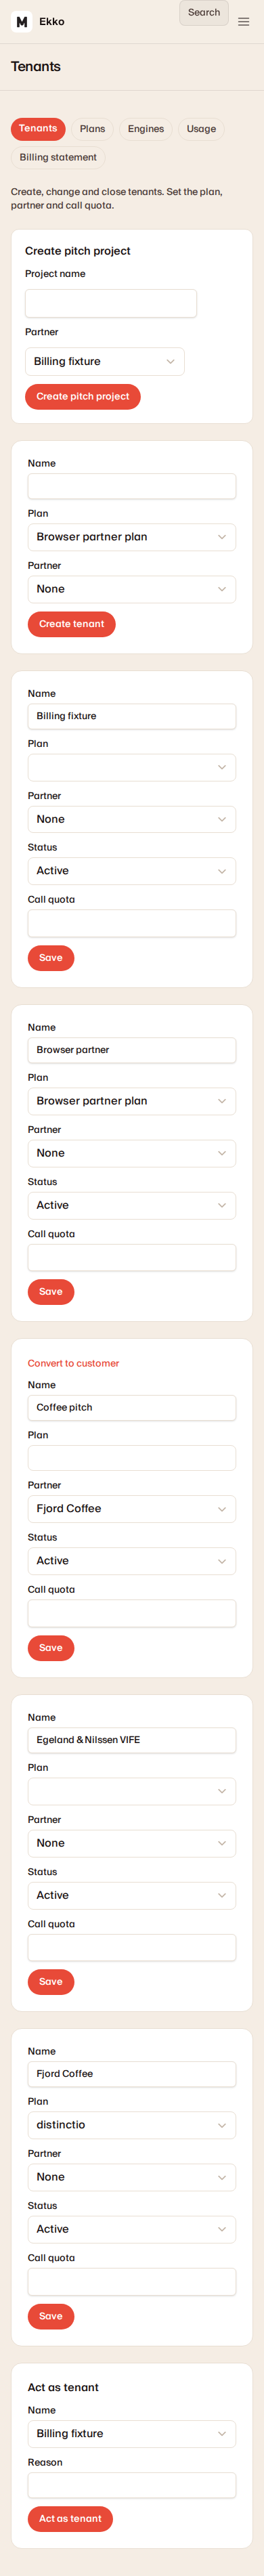 Ekko
Search
Tenants
Tenants
Plans
Engines
Usage
Billing statement
Create, change and close tenants. Set the plan,
partner and call quota.
Create pitch project
Project name
Partner
Billing fixture
Create pitch project
Name
Plan
Browser partner plan
Partner
None
Create tenant
Name
Billing fixture
Plan
Partner
None
Status
Active
Call quota
Save
Name
Browser partner
Plan
Browser partner plan
Partner
None
Status
Active
Call quota
Save
Convert to customer
Name
Coffee pitch
Plan
Partner
Fjord Coffee
Status
Active
Call quota
Save
Name
Egeland & Nilssen VIFE
Plan
Partner
None
Status
Active
Call quota
Save
Name
Fjord Coffee
Plan
distinctio
Partner
None
Status
Active
Call quota
Save
Act as tenant
Name
Billing fixture
Reason
Act as tenant